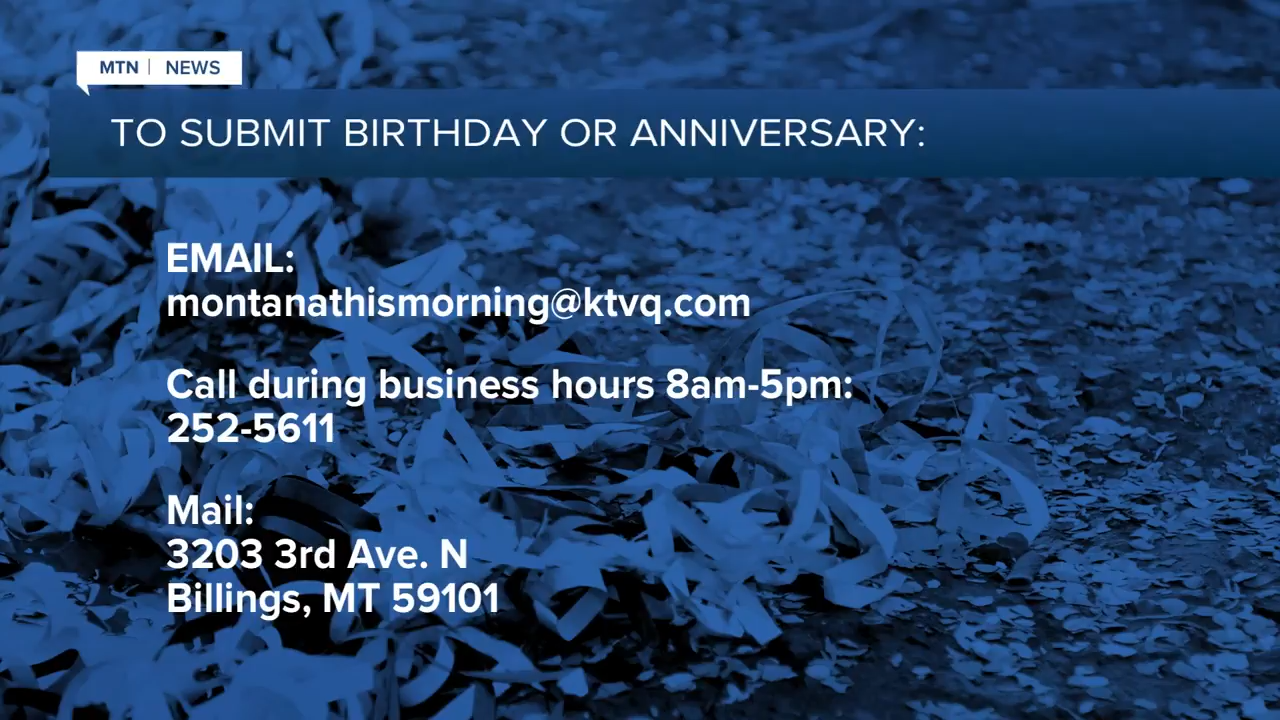 MTN | NEWS
TO SUBMIT BIRTHDAY OR ANNIVERSARY:
EMAIL:
montanathismorning@ktvq.com
Call during business hours 8am-5pm:
252-5611
Mail:
3203 3rd Ave. N
Billings, MT 59101